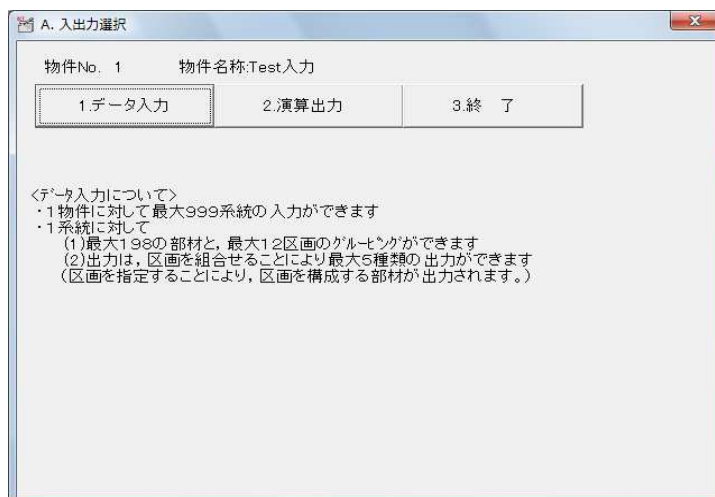 A. 入出力選択
物件No. 1 物件名称:Test入力
1.データ入力 2.演算出力 3.終 了
<ﾃﾞｰﾀ入力について>
・1物件に対して最大999系統の入力ができます
・1系統に対して
(1)最大198の部材と, 最大12区画のｸﾞﾙｰﾋﾟﾝｸﾞができます
(2)出力は, 区画を組合せることにより最大5種類の出力ができます
(区画を指定することにより, 区画を構成する部材が出力されます。)